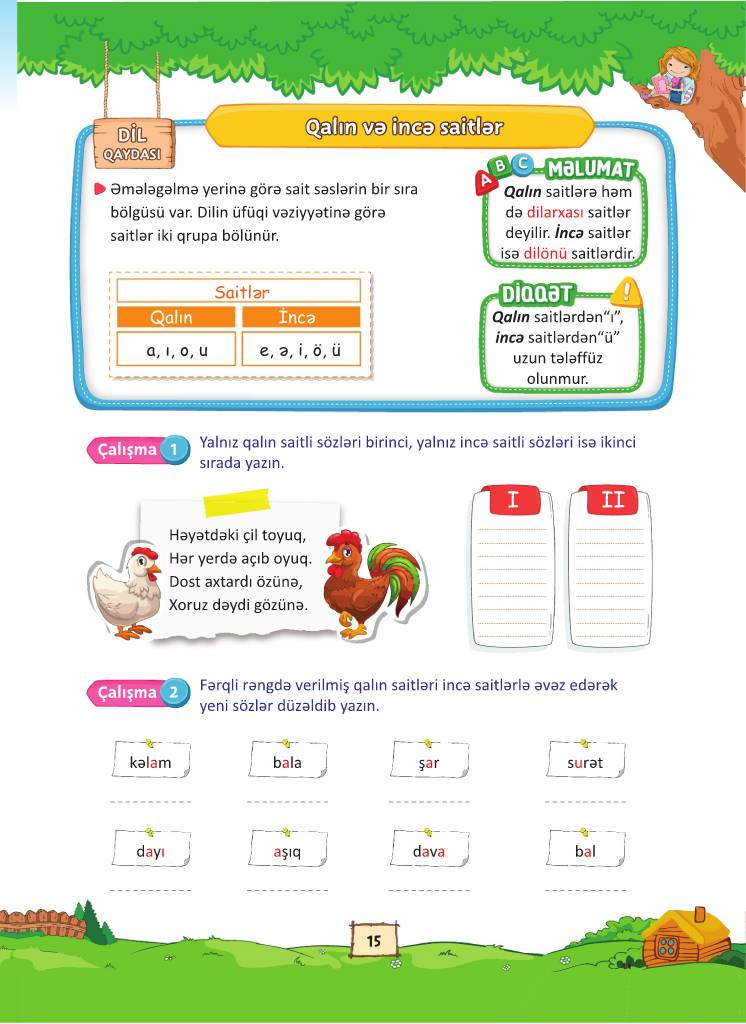 DİL
QAYDASI
Qalın və incə saitlər
Əmələgəlmə yerinə görə sait səslərin bir sıra
bölgüsü var. Dilin üfüqi vəziyyətinə görə
saitlər iki qrupa bölünür.
Saitlər
Qalın İncə
a, ı, o, u e, ə, i, ö, ü
A B C MƏLUMAT
Qalın saitlərə həm
də dilarxası saitlər
deyilir. İncə saitlər
isə dilönü saitlərdir.
DİQQƏT !
Qalın saitlərdən“ı”,
incə saitlərdən“ü”
uzun tələffüz
olunmur.
Çalışma 1
Yalnız qalın saitli sözləri birinci, yalnız incə saitli sözləri isə ikinci
sırada yazın.
Həyətdəki çil toyuq,
Hər yerdə açıb oyuq.
Dost axtardı özünə,
Xoruz dəydi gözünə.
I II
Çalışma 2
Fərqli rəngdə verilmiş qalın saitləri incə saitlərlə əvəz edərək
yeni sözlər düzəldib yazın.
kəlam bala şar surət
dayı aşıq dava bal
15